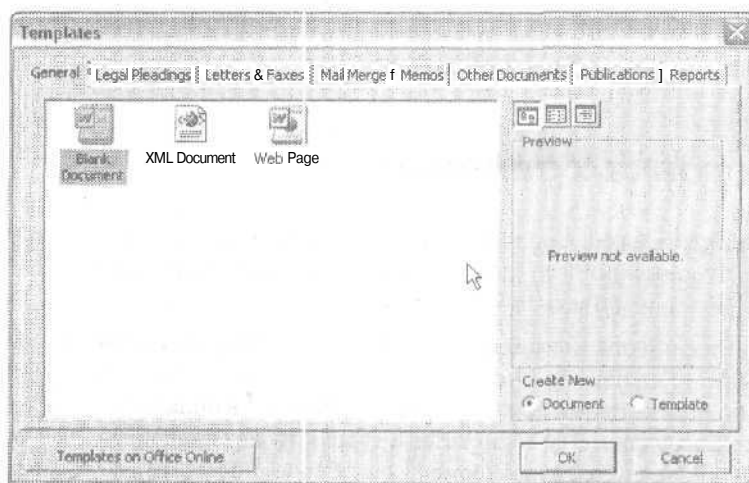 Templates
General Legal Pleadings Letters & Faxes Mail Merge f Memos Other Documents Publications ] Reports
Blank Document XML Document Web Page
Preview
Preview not available.
Create New
Document Template
Templates on Office Online OK Cancel